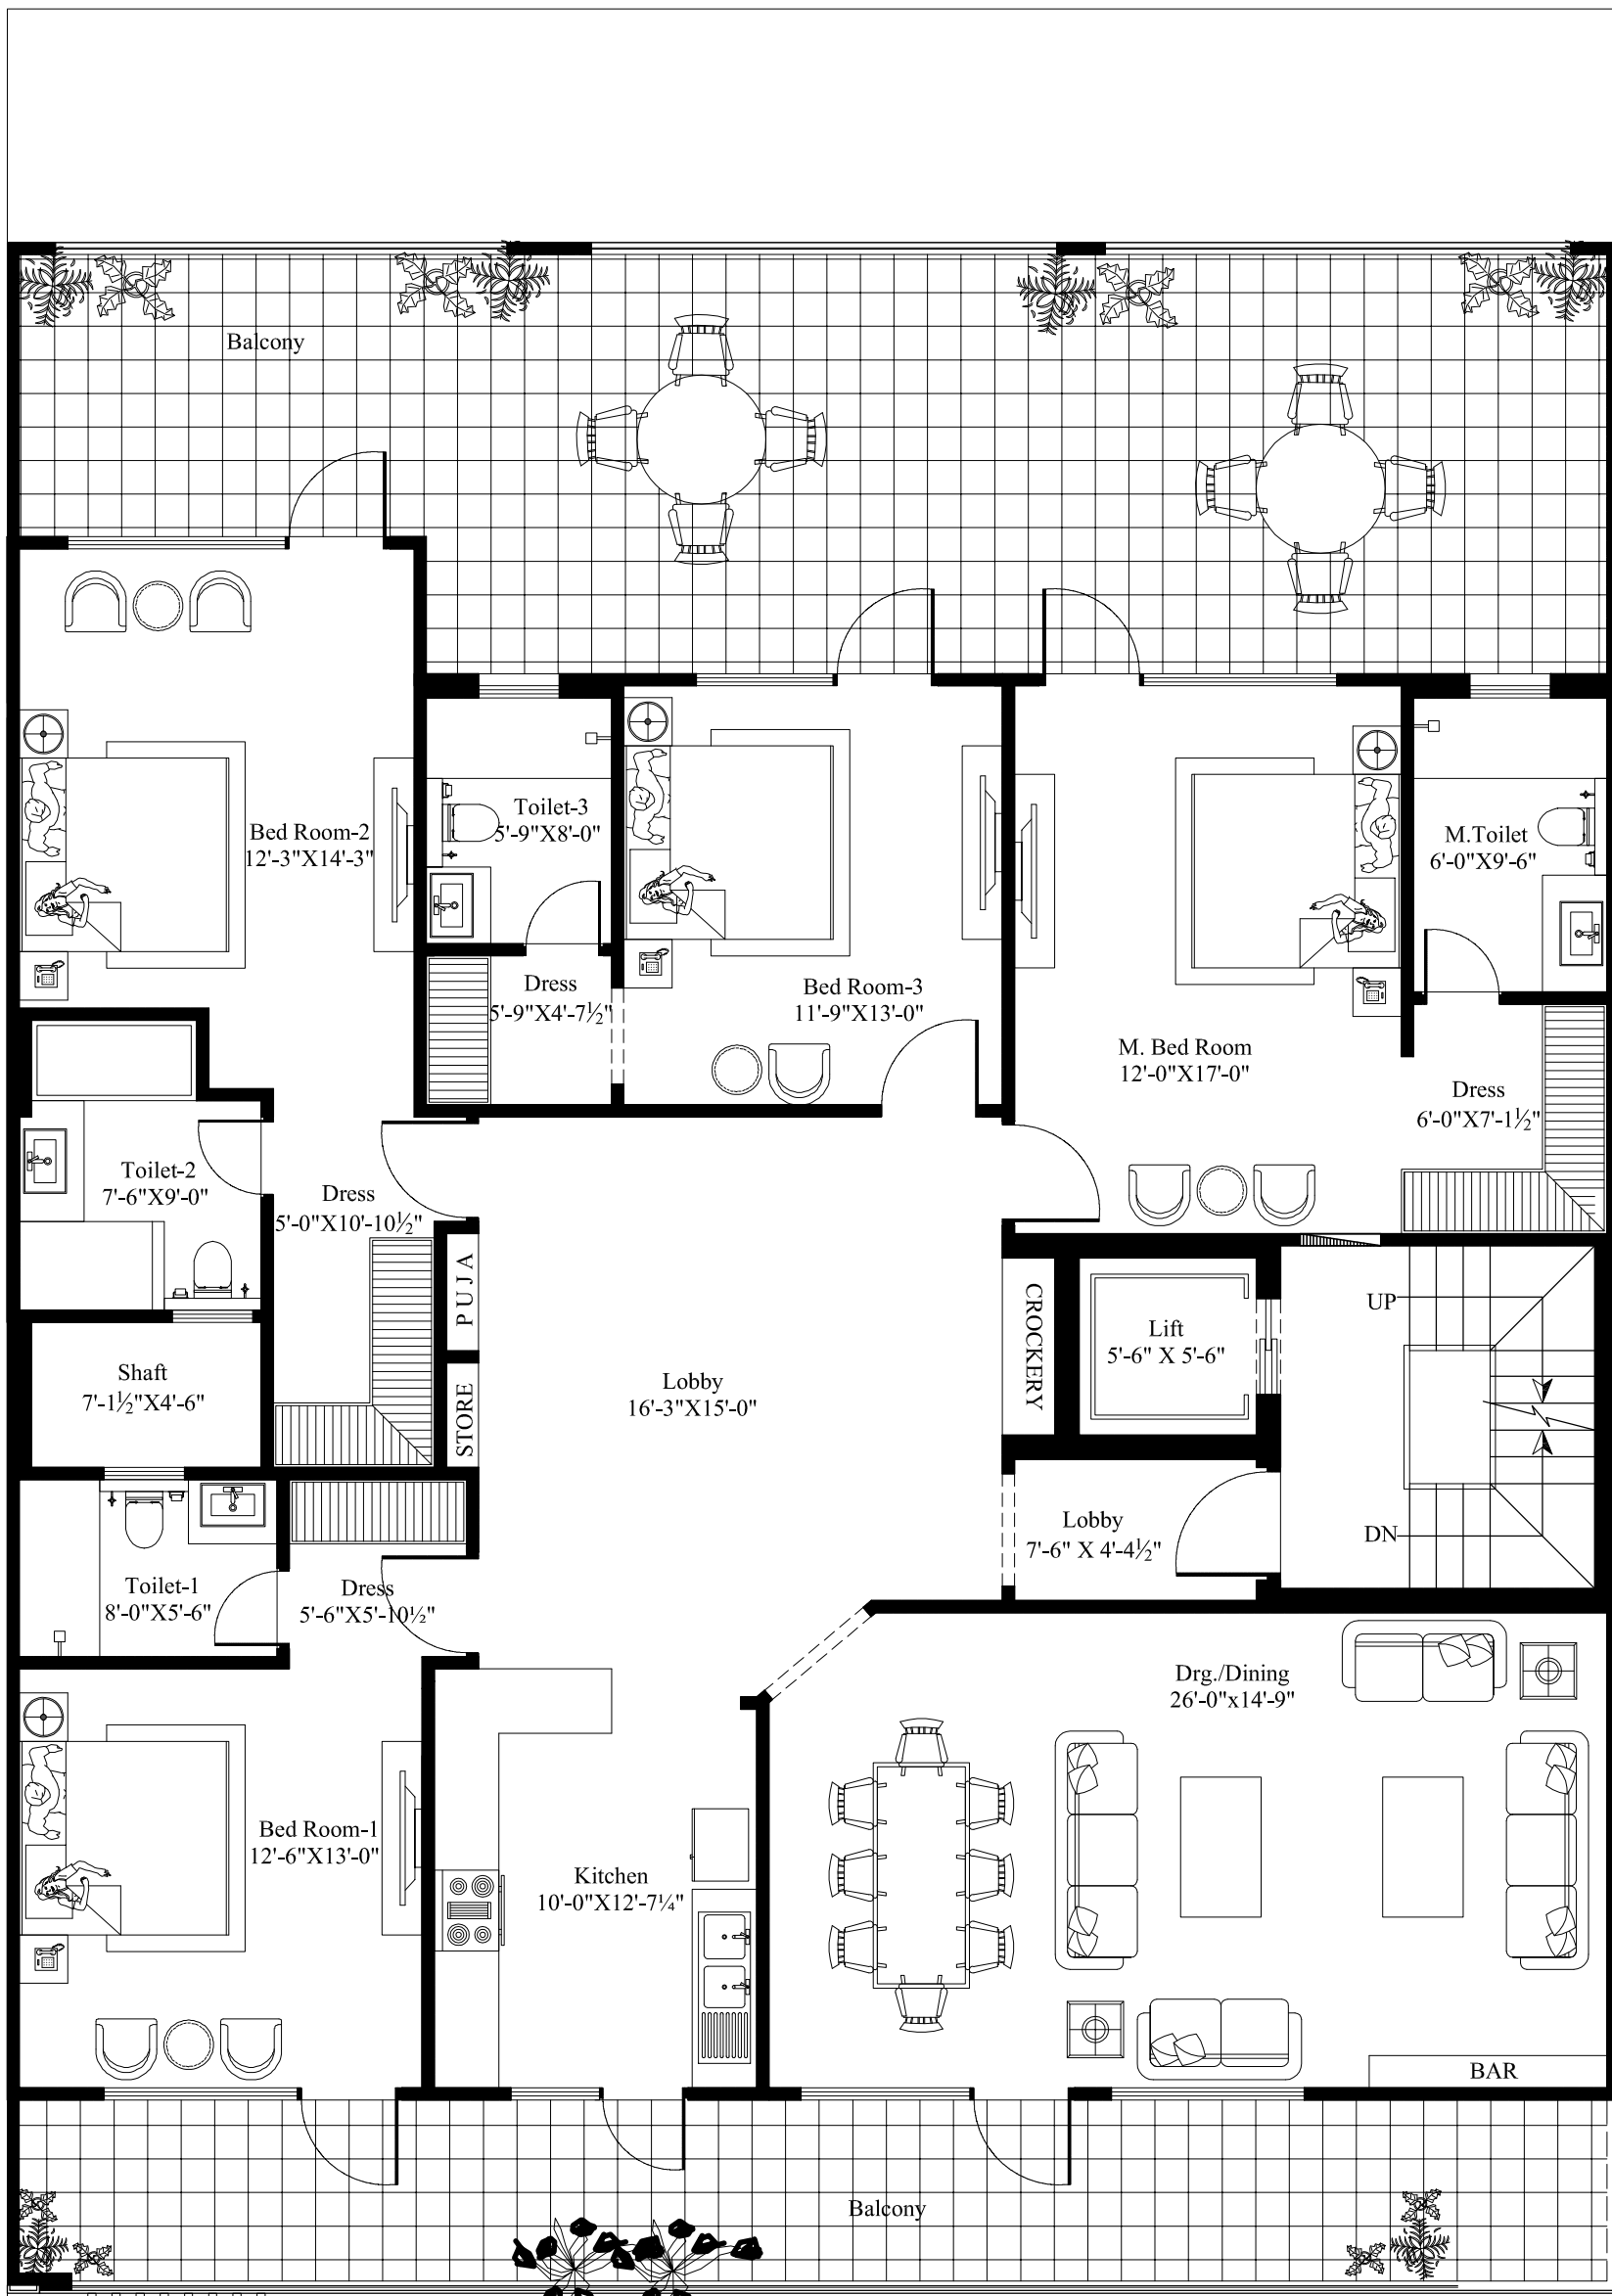 Balcony
Toilet-3
5'-9"X8'-0"
Bed Room-2
12'-3"X14'-3"
M.Toilet
6'-0"X9'-6"
Dress
5'-9"X4'-7½"
Bed Room-3
11'-9"X13'-0"
M. Bed Room
12'-0"X17'-0"
Dress
6'-0"X7'-1½"
Toilet-2
7'-6"X9'-0"
Dress
5'-0"X10'-10½"
PUJA
CROCKERY
UP
Lift
5'-6" X 5'-6"
Shaft
7'-1½"X4'-6"
Lobby
16'-3"X15'-0"
STORE
Lobby
7'-6" X 4'-4½"
DN
Toilet-1
8'-0"X5'-6"
Dress
5'-6"X5'-10½"
Drg./Dining
26'-0"x14'-9"
Bed Room-1
12'-6"X13'-0"
Kitchen
10'-0"X12'-7¼"
BAR
Balcony